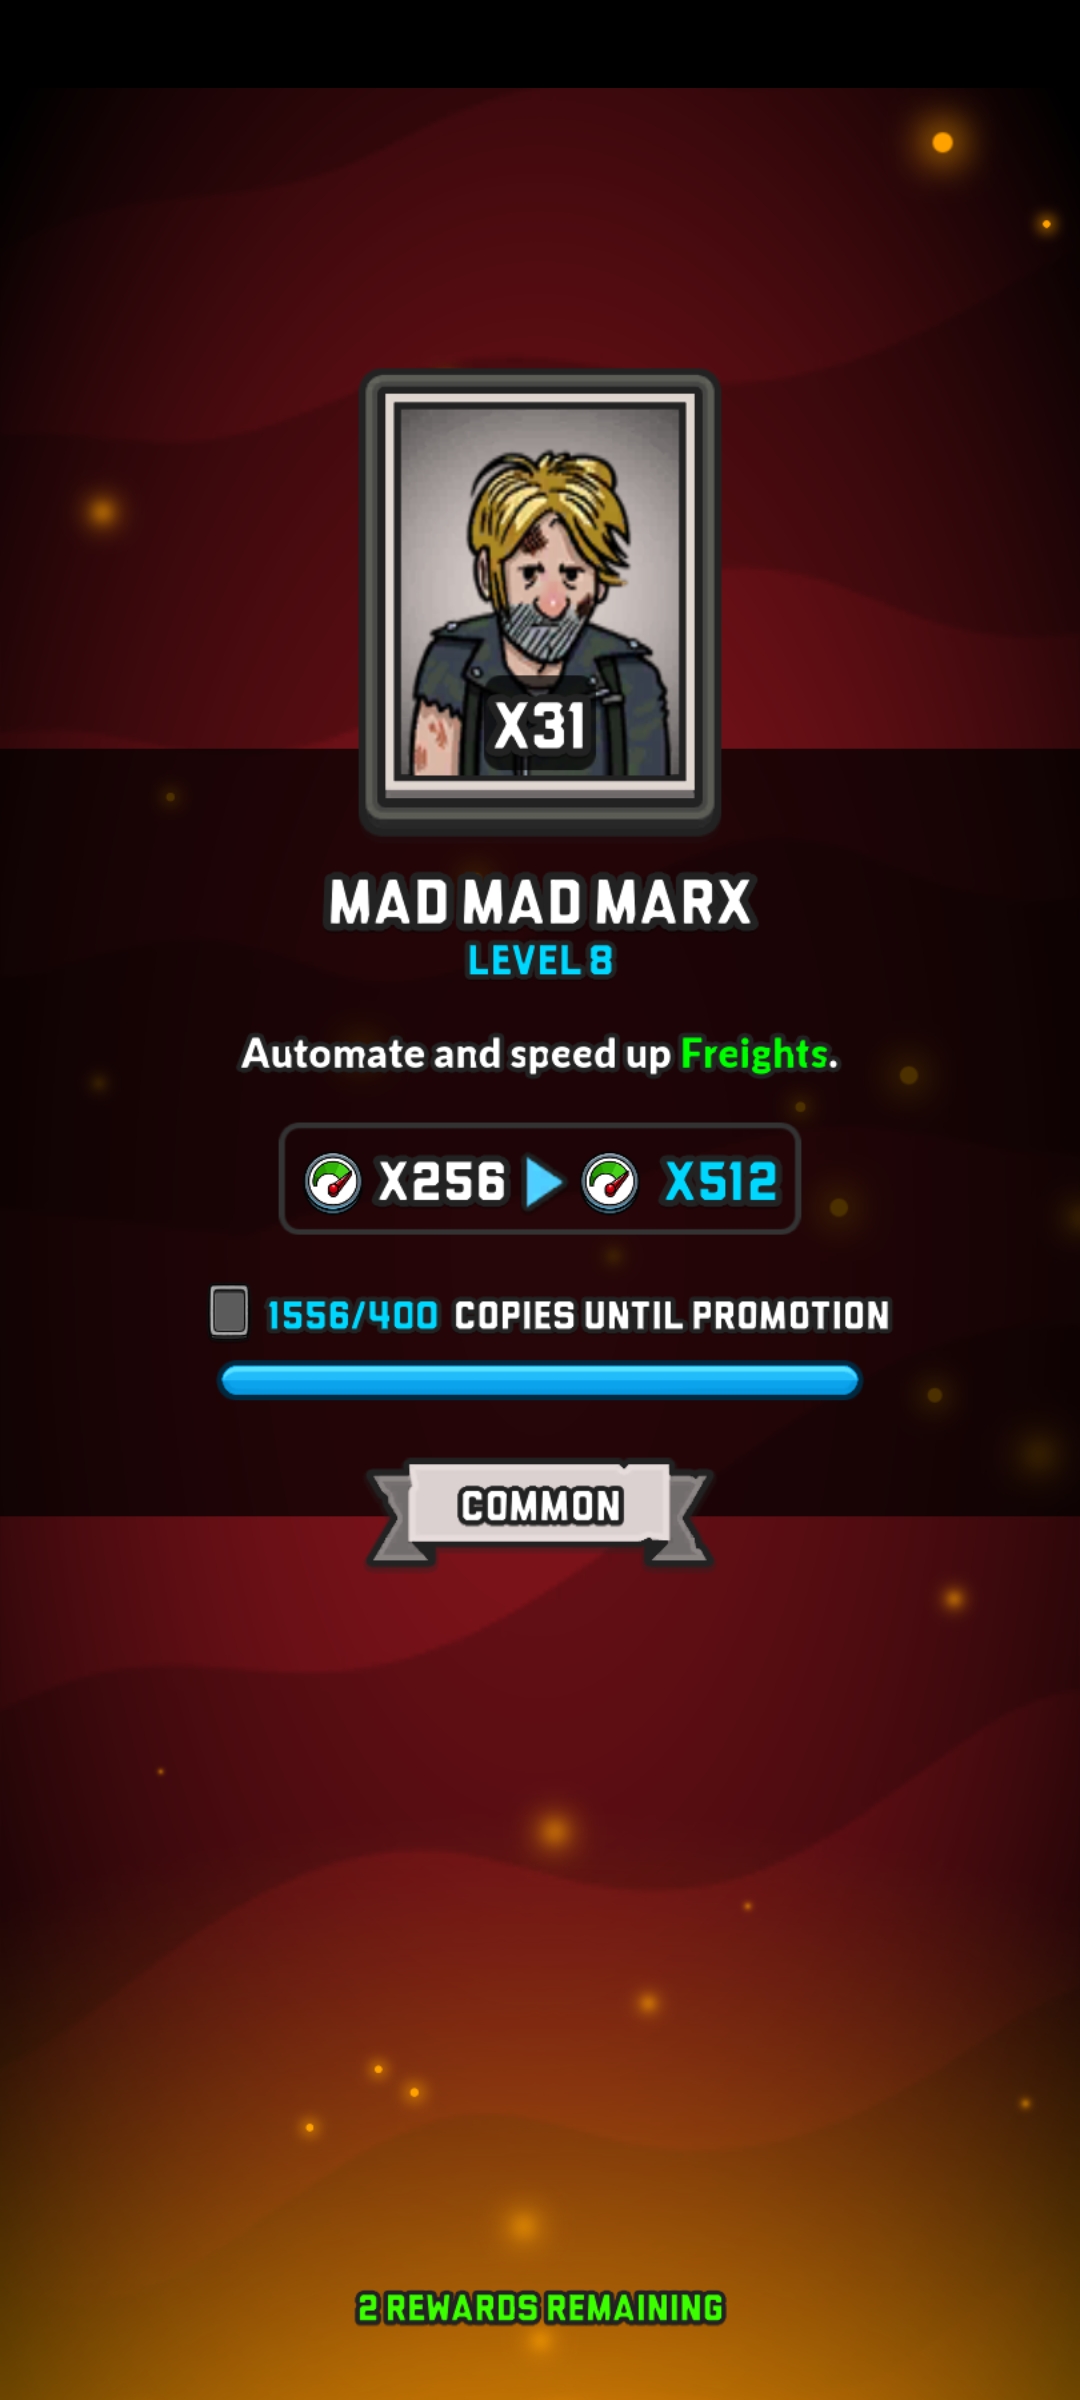 X31
MAD MAD MARX
LEVEL 8
Automate and speed up Freights.
X256 X512
1556/400 COPIES UNTIL PROMOTION
COMMON
2 REWARDS REMAINING